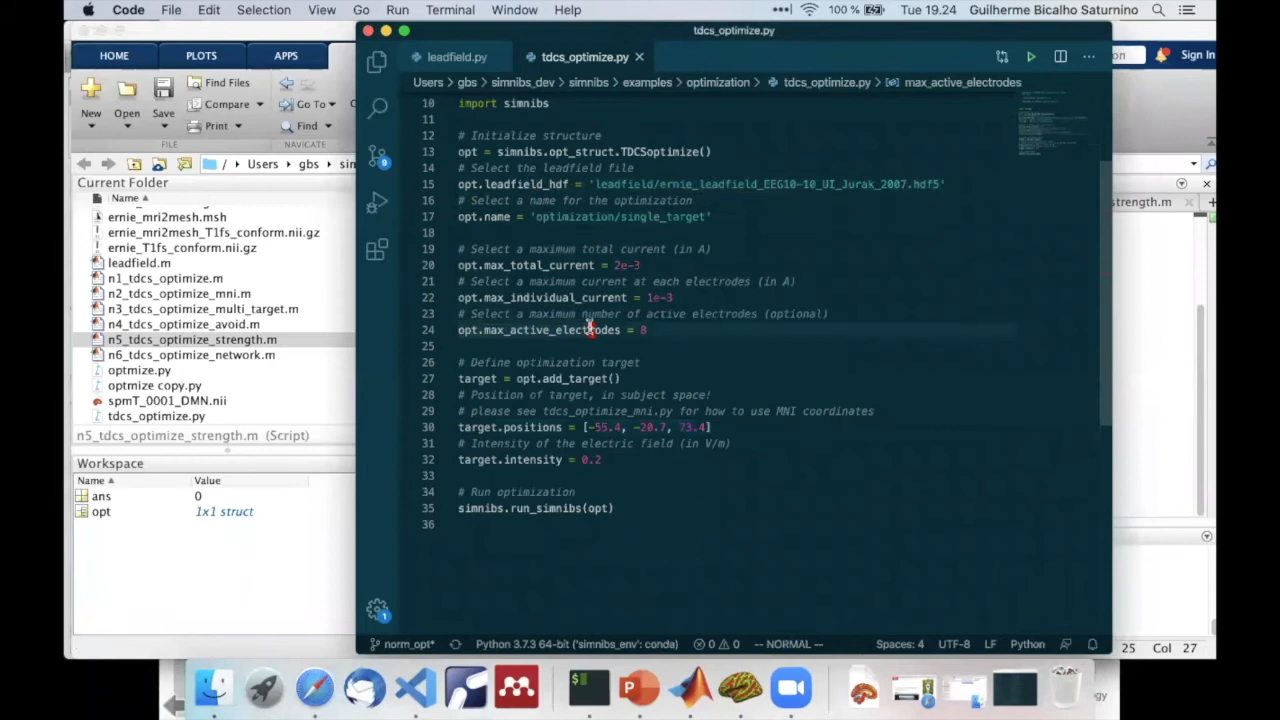 Code File Edit Selection View Go Run Terminal Window Help 100 % Tue 19.24 Guilherme Bicalho Saturnino
tdcs_optimize.py
HOME PLOTS APPS
New Open Save
Find Files
Compare
Print
Go To
Find
FILE NAVIGATE
on Sign In
/ Users gbs sin
Current Folder
Name
ernie_mri2mesh.msh
ernie_mri2mesh_T1fs_conform.nii.gz
ernie_T1fs_conform.nii.gz
leadfield.m
n1_tdcs_optimize.m
n2_tdcs_optimize_mni.m
n3_tdcs_optimize_multi_target.m
n4_tdcs_optimize_avoid.m
n5_tdcs_optimize_strength.m
n6_tdcs_optimize_network.m
optmize.py
optmize copy.py
spmT_0001_DMN.nii
tdcs_optimize.py
n5_tdcs_optimize_strength.m (Script)
Workspace
Name Value
ans 0
opt 1x1 struct
leadfield.py tdcs_optimize.py
Users > gbs > simnibs_dev > simnibs > examples > optimization > tdcs_optimize.py > max_active_electrodes
10 import simnibs
11
12 # Initialize structure
13 opt = simnibs.opt_struct.TDCSoptimize()
14 # Select the leadfield file
15 opt.leadfield_hdf = 'leadfield/ernie_leadfield_EEG10-10_UI_Jurak_2007.hdf5'
16 # Select a name for the optimization
17 opt.name = 'optimization/single_target'
18
19 # Select a maximum total current (in A)
20 opt.max_total_current = 2e-3
21 # Select a maximum current at each electrodes (in A)
22 opt.max_individual_current = 1e-3
23 # Select a maximum number of active electrodes (optional)
24 opt.max_active_electrodes = 8
25
26 # Define optimization target
27 target = opt.add_target()
28 # Position of target, in subject space!
29 # please see tdcs_optimize_mni.py for how to use MNI coordinates
30 target.positions = [-55.4, -20.7, 73.4]
31 # Intensity of the electric field (in V/m)
32 target.intensity = 0.2
33
34 # Run optimization
35 simnibs.run_simnibs(opt)
36
9
1
norm_opt* Python 3.7.3 64-bit ('simnibs_env': conda) 0 0 -- NORMAL -- Spaces: 4 UTF-8 LF Python
trength.m
25 Col 27